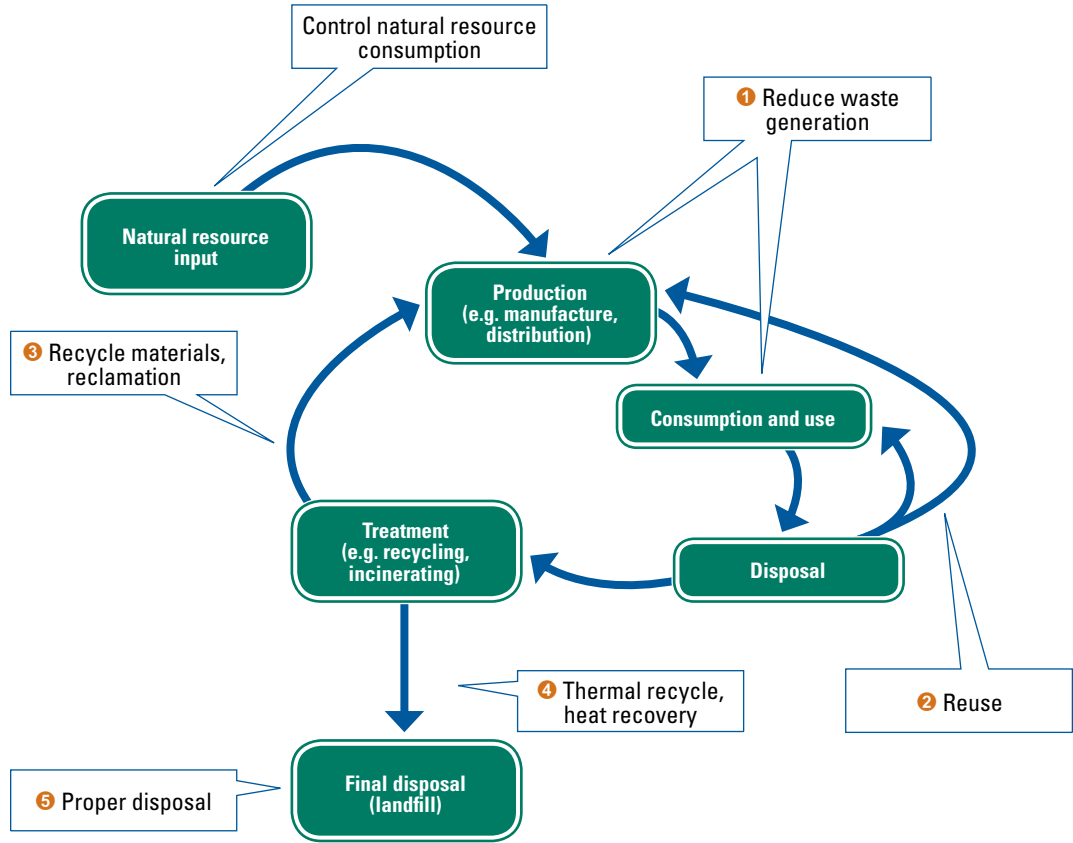 Control natural resource
consumption
❶ Reduce waste
generation
Natural resource
input
Production
(e.g. manufacture,
distribution)
❸ Recycle materials,
reclamation
Consumption and use
Treatment
(e.g. recycling,
incinerating)
Disposal
❹ Thermal recycle,
heat recovery
❷ Reuse
Final disposal
(landfill)
❺ Proper disposal